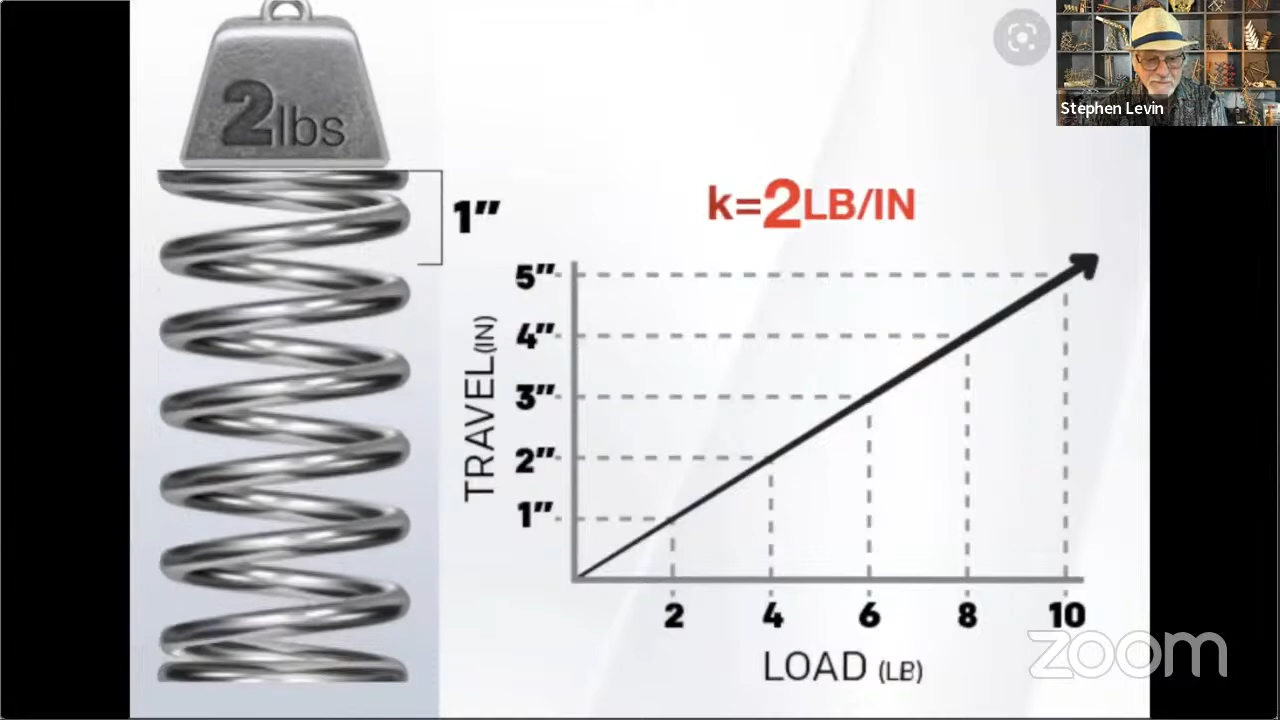 2lbs
1″
Stephen Levin
k=2LB/IN
TRAVEL(IN)
5″
4″
3″
2″
1″
2 4 6 8 10
LOAD (LB)
zoom